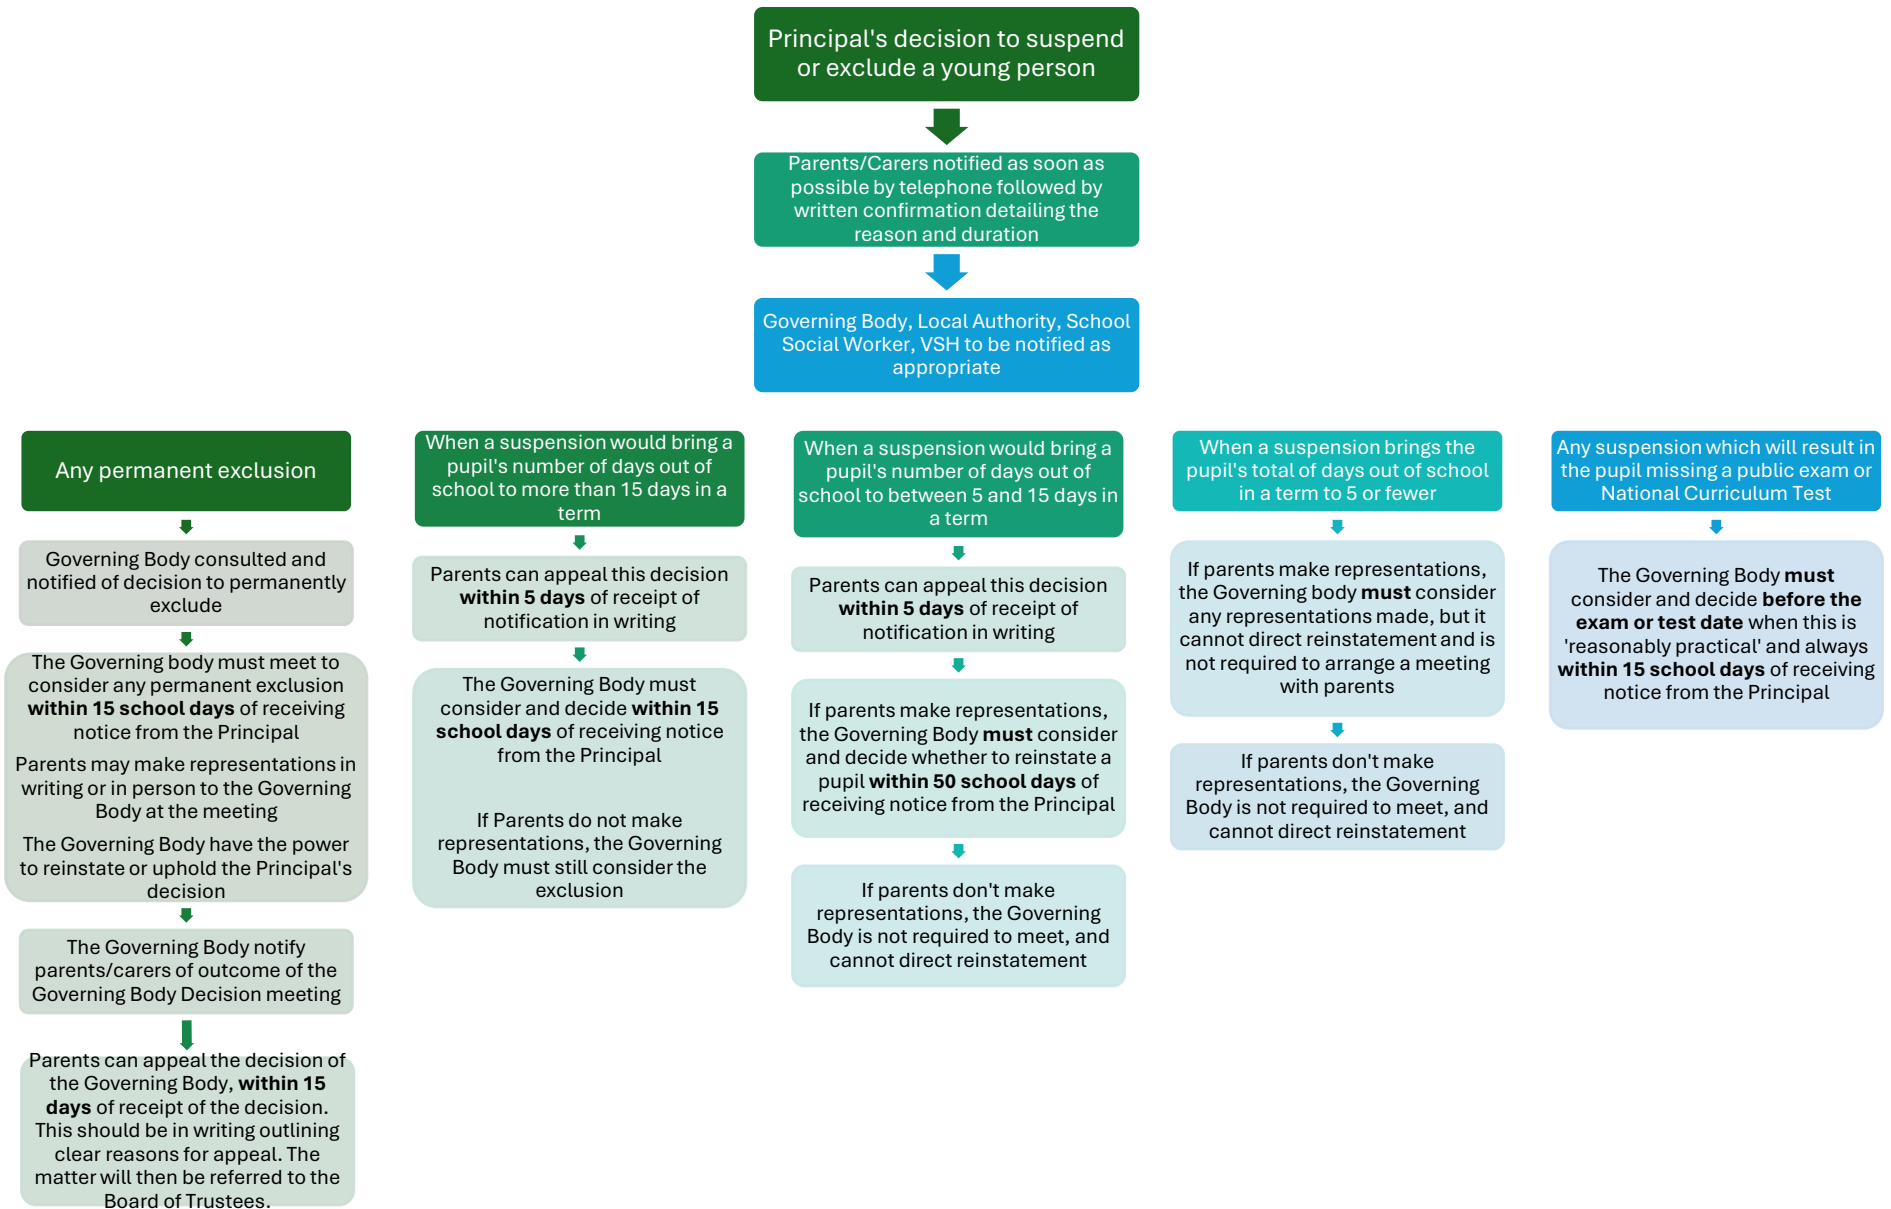 Principal's decision to suspend
or exclude a young person
Parents/Carers notified as soon as
possible by telephone followed by
written confirmation detailing the
reason and duration
Governing Body, Local Authority, School
Social Worker, VSH to be notified as
appropriate
Any permanent exclusion
Governing Body consulted and
notified of decision to permanently
exclude
The Governing body must meet to
consider any permanent exclusion
within 15 school days of receiving
notice from the Principal
Parents may make representations in
writing or in person to the Governing
Body at the meeting
The Governing Body have the power
to reinstate or uphold the Principal's
decision
The Governing Body notify
parents/carers of outcome of the
Governing Body Decision meeting
Parents can appeal the decision of
the Governing Body, within 15
days of receipt of the decision.
This should be in writing outlining
clear reasons for appeal. The
matter will then be referred to the
Board of Trustees.
When a suspension would bring a
pupil's number of days out of
school to more than 15 days in a
term
Parents can appeal this decision
within 5 days of receipt of
notification in writing
The Governing Body must
consider and decide within 15
school days of receiving notice
from the Principal
If Parents do not make
representations, the Governing
Body must still consider the
exclusion
When a suspension would bring a
pupil's number of days out of
school to between 5 and 15 days in
a term
Parents can appeal this decision
within 5 days of receipt of
notification in writing
If parents make representations,
the Governing Body must consider
and decide whether to reinstate a
pupil within 50 school days of
receiving notice from the Principal
If parents don't make
representations, the Governing
Body is not required to meet, and
cannot direct reinstatement
When a suspension brings the
pupil's total of days out of school
in a term to 5 or fewer
If parents make representations,
the Governing body must consider
any representations made, but it
cannot direct reinstatement and is
not required to arrange a meeting
with parents
If parents don't make
representations, the Governing
Body is not required to meet, and
cannot direct reinstatement
Any suspension which will result in
the pupil missing a public exam or
National Curriculum Test
The Governing Body must
consider and decide before the
exam or test date when this is
'reasonably practical' and always
within 15 school days of receiving
notice from the Principal